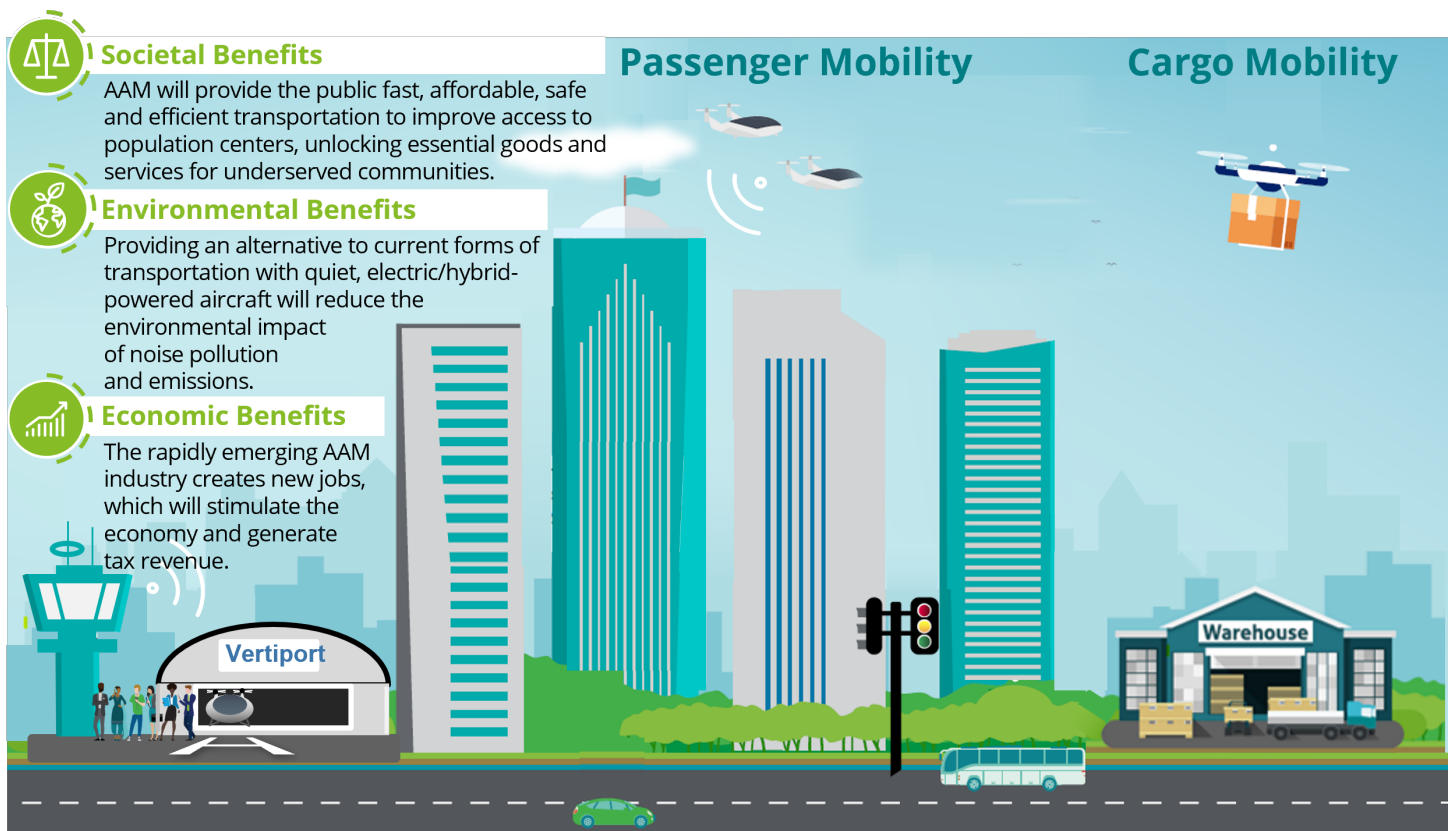 Societal Benefits
AAM will provide the public fast, affordable, safe
and efficient transportation to improve access to
population centers, unlocking essential goods and
services for underserved communities.
Environmental Benefits
Providing an alternative to current forms of
transportation with quiet, electric/hybrid-
powered aircraft will reduce the
environmental impact
of noise pollution
and emissions.
Economic Benefits
The rapidly emerging AAM
industry creates new jobs,
which will stimulate the
economy and generate
tax revenue.
Passenger Mobility
Cargo Mobility
Vertiport
Warehouse